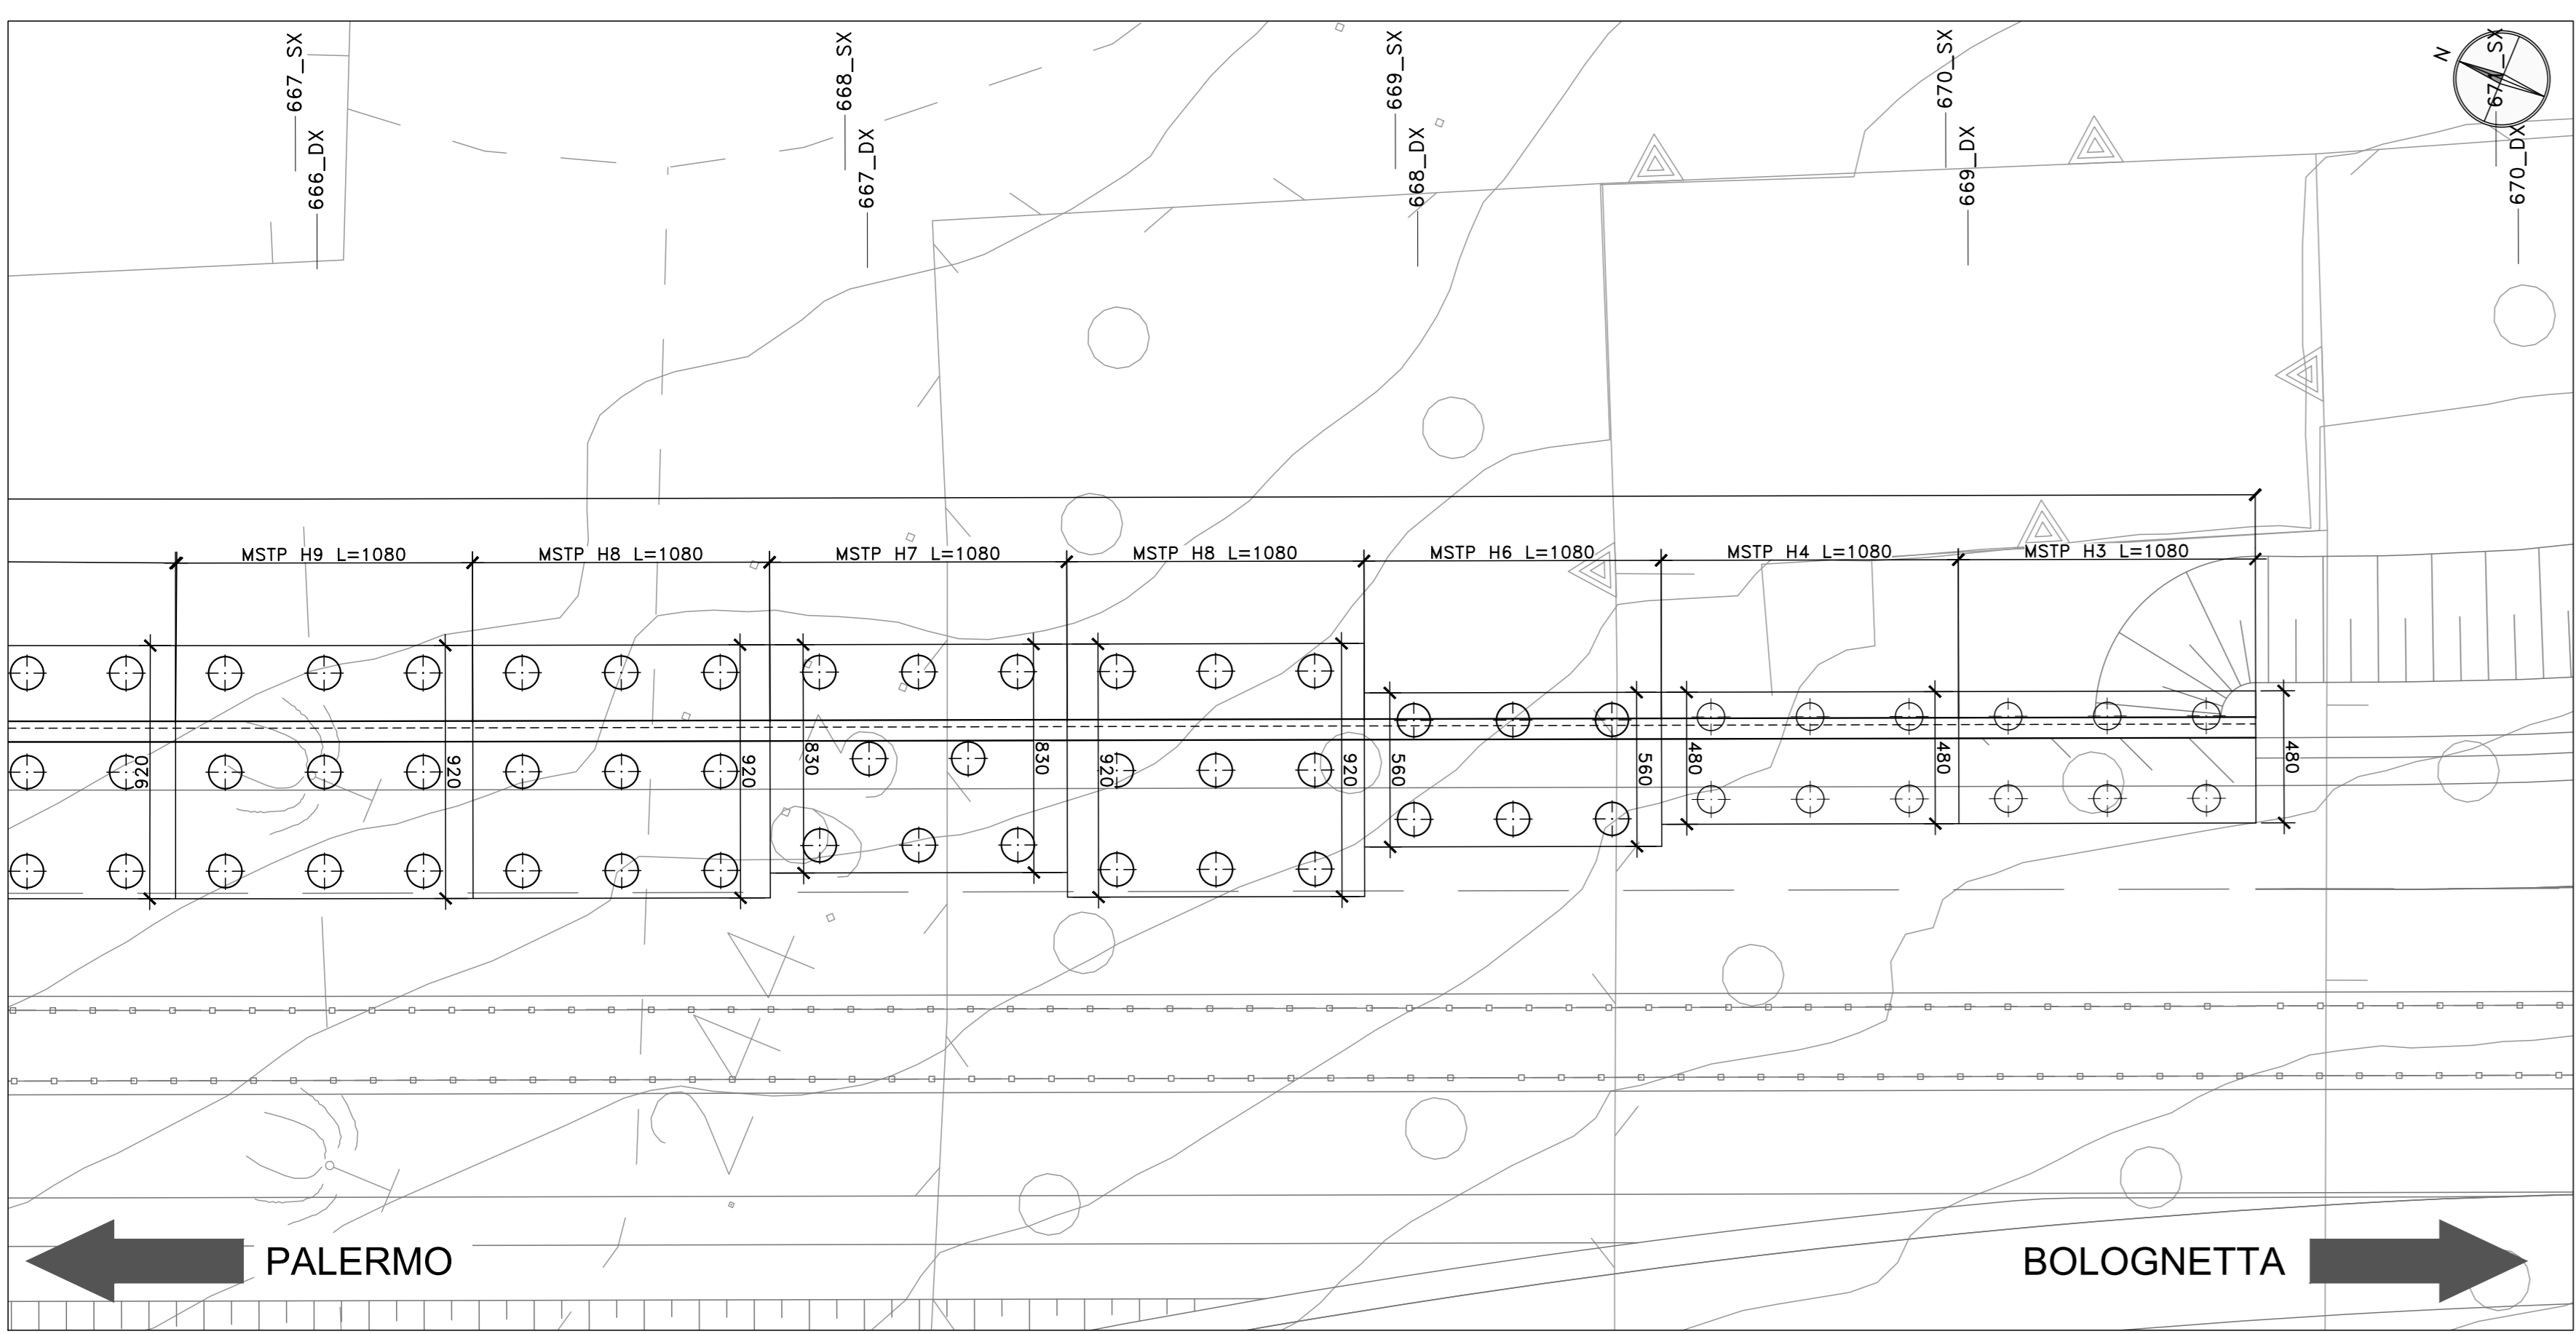 667_SX
668_SX
669_SX
670_SX
671_SX
666_DX
667_DX
668_DX
669_DX
670_DX
N
MSTP H9 L=1080
MSTP H8 L=1080
MSTP H7 L=1080
MSTP H8 L=1080
MSTP H6 L=1080
MSTP H4 L=1080
MSTP H3 L=1080
920
920
920
830
830
920
920
560
560
480
480
480
PALERMO
BOLOGNETTA